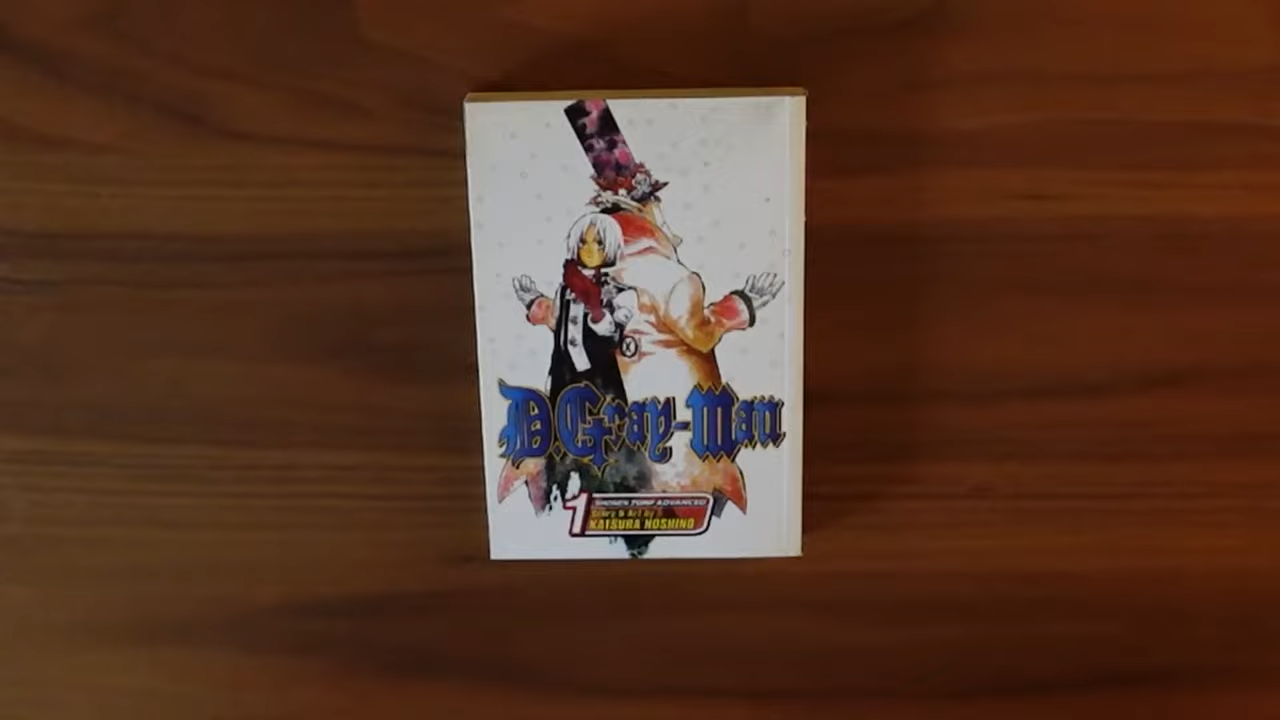 D.Gray-Man
1
SHONEN JUMP ADVANCED
Story & Art by
KATSURA HOSHINO